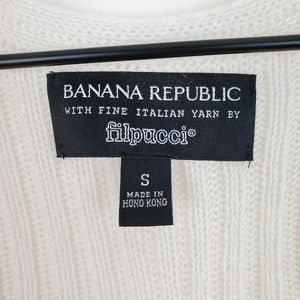 BANANA REPUBLIC
WITH FINE ITALIAN YARN BY
filpucci®
S
MADE IN
HONG KONG